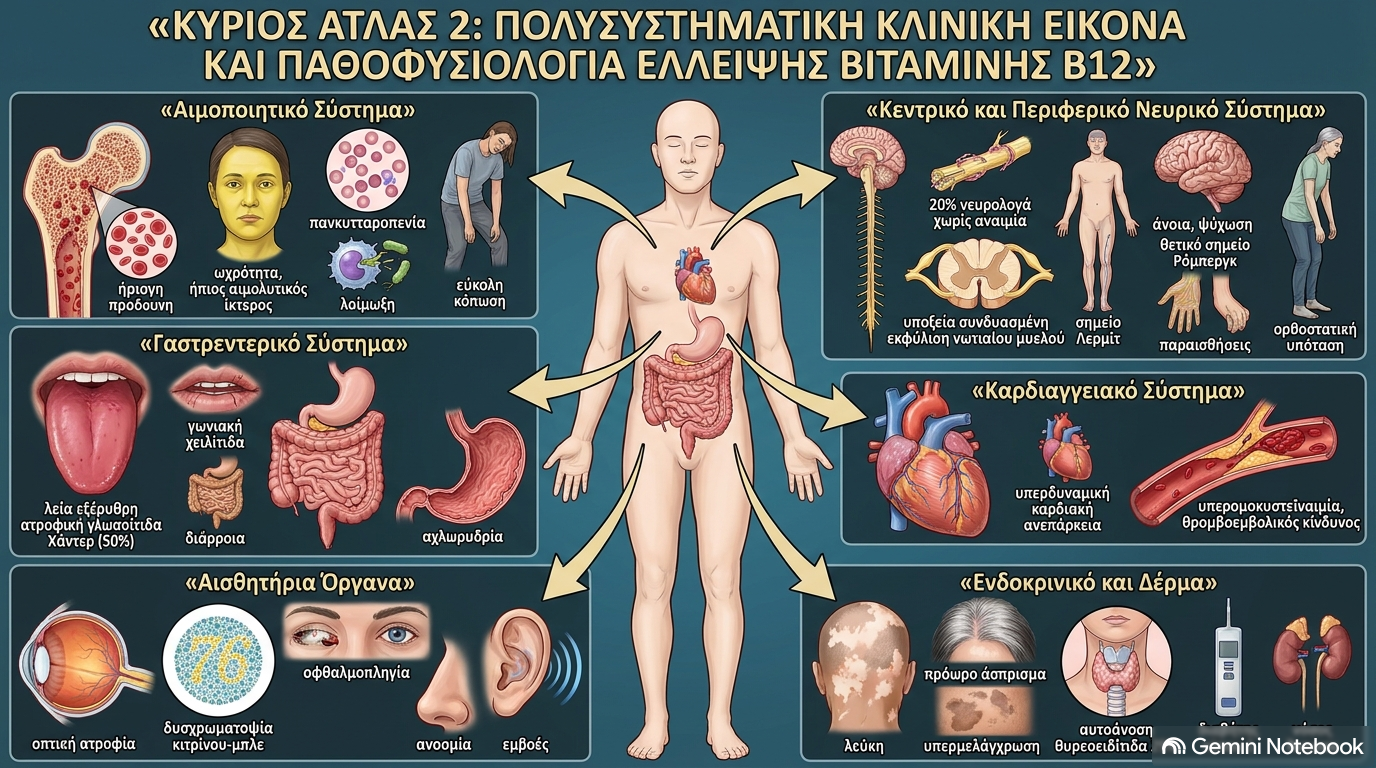 «ΚΥΡΙΟΣ ΑΤΛΑΣ 2: ΠΟΛΥΣΥΣΤΗΜΑΤΙΚΗ ΚΛΙΝΙΚΗ ΕΙΚΟΝΑ
ΚΑΙ ΠΑΘΟΦΥΣΙΟΛΟΓΙΑ ΕΛΛΕΙΨΗΣ ΒΙΤΑΜΙΝΗΣ Β12»
«Αιμοποιητικό Σύστημα»
ήριογη
προδουνη
ωχρότητα,
ήπιος αιμολυτικός
ίκτερος
πανκυτταροπενία
λοίμωξη
εύκολη
κόπωση
«Γαστρεντερικό Σύστημα»
λεία εξέρυθρη
ατροφική γλωσσίτιδα
Χάντερ (50%)
γωνιακή
χειλίτιδα
διάρροια
αχλωρυδρία
«Αισθητήρια Όργανα»
οπτική ατροφία
76
δυσχρωματοψία
κιτρίνου-μπλε
οφθαλμοπληγία
ανοομία
εμβοές
«Κεντρικό και Περιφερικό Νευρικό Σύστημα»
20% νευρολογά
χωρίς αναιμία
υποξεία συνδυασμένη
εκφύλιση νωτιαίου μυελού
σημείο
Λερμίτ
άνοια, ψύχωση
θετικό σημείο
Ρόμπεργκ
παραισθήσεις
ορθοστατική
υπόταση
«Καρδιαγγειακό Σύστημα»
υπερδυναμική
καρδιακή
ανεπάρκεια
υπερομοκυστεϊναιμία,
θρομβοεμβολικός κίνδυνος
«Ενδοκρινικό και Δέρμα»
λεύκη
πρόωρο άσπρισμα
υπερμελάγχρωση
αυτοάνοση
θυρεοειδίτιδα
Gemini Notebook